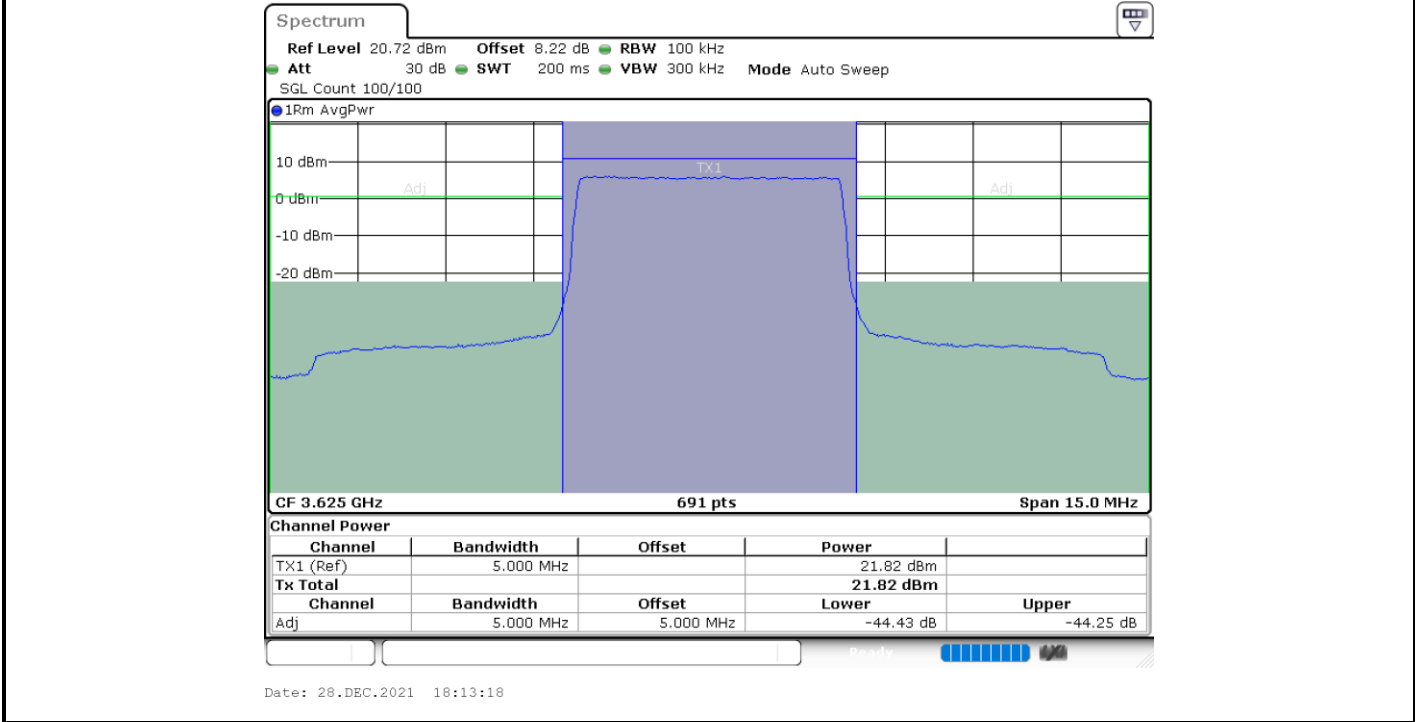 Spectrum
Ref Level 20.72 dBm Offset 8.22 dB RBW 100 kHz
Att 30 dB SWT 200 ms VBW 300 kHz Mode Auto Sweep
SGL Count 100/100
1Rm AvgPwr
10 dBm
TX1
Adj Adj
0 dBm
-10 dBm
-20 dBm
CF 3.625 GHz 691 pts Span 15.0 MHz
Channel Power
Channel Bandwidth Offset Power
TX1 (Ref) 5.000 MHz 21.82 dBm
Tx Total 21.82 dBm
Channel Bandwidth Offset Lower Upper
Adj 5.000 MHz 5.000 MHz -44.43 dB -44.25 dB
Ready
Date: 28.DEC.2021 18:13:18